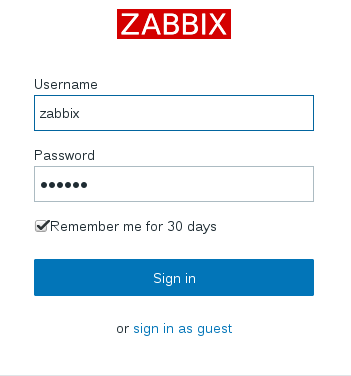 ZABBIX
Username
zabbix
Password
••••••
Remember me for 30 days
Sign in
or sign in as guest